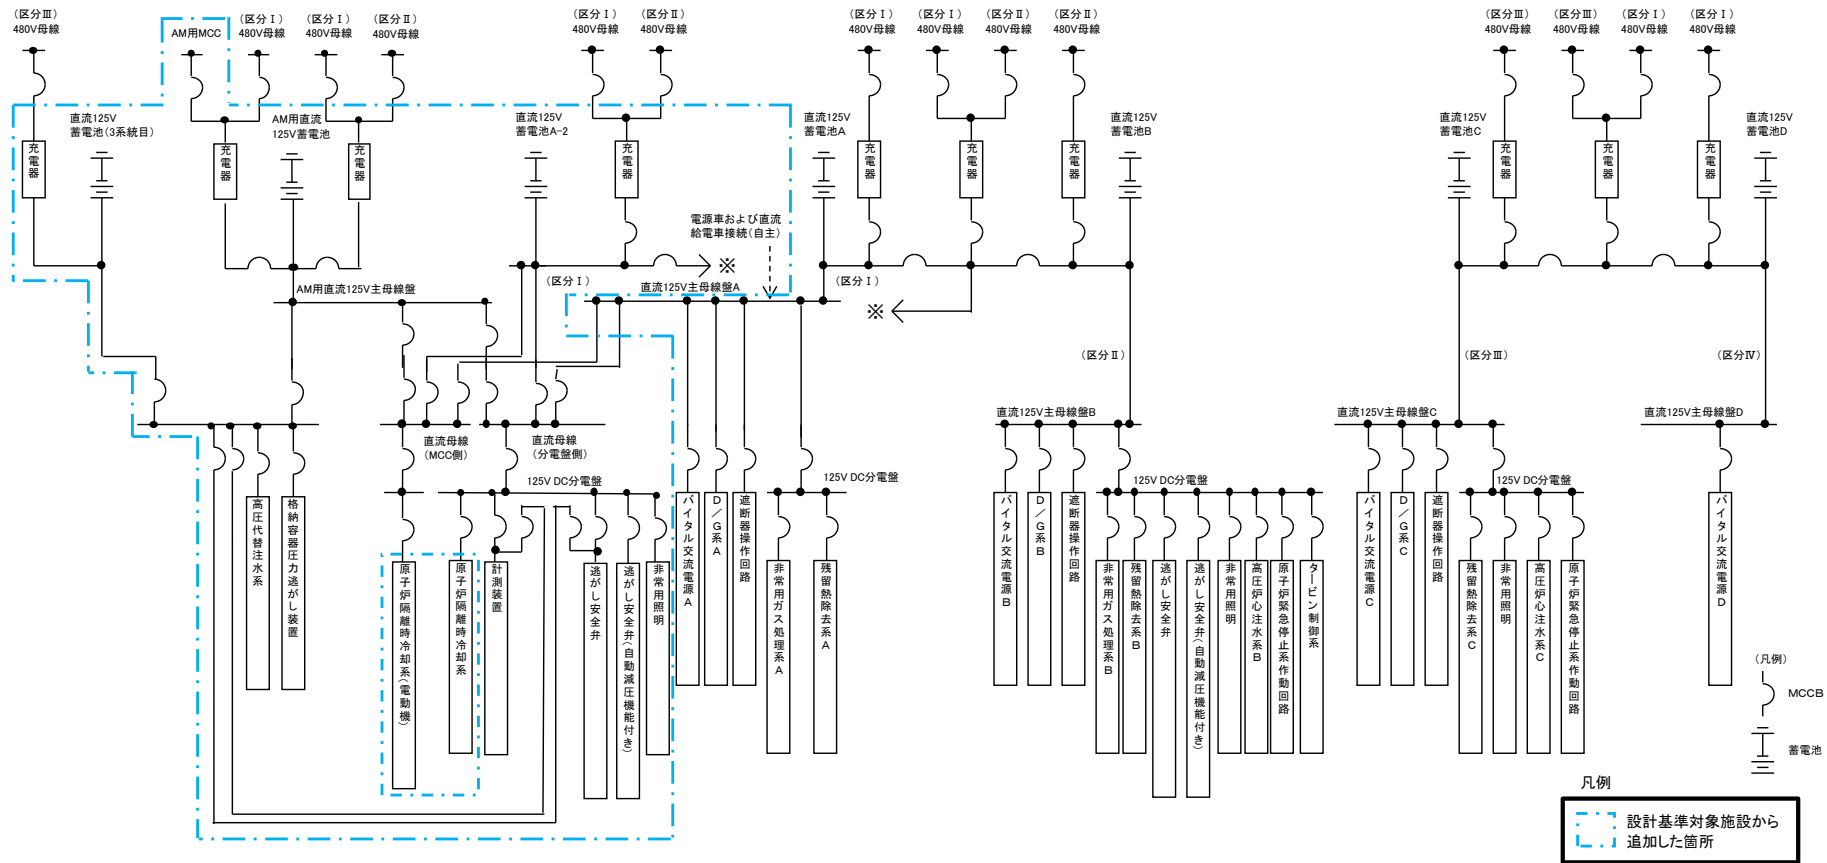 (区分Ⅲ)
480V母線
AM用MCC
(区分Ⅰ)
480V母線
(区分Ⅰ)
480V母線
(区分Ⅱ)
480V母線
(区分Ⅰ)
480V母線
(区分Ⅱ)
480V母線
(区分Ⅰ)
480V母線
(区分Ⅰ)
480V母線
(区分Ⅱ)
480V母線
(区分Ⅱ)
480V母線
(区分Ⅲ)
480V母線
(区分Ⅲ)
480V母線
(区分Ⅰ)
480V母線
(区分Ⅰ)
480V母線
直流125V
蓄電池(3系統目)
AM用直流
125V蓄電池
直流125V
蓄電池A-2
直流125V
蓄電池A
直流125V
蓄電池B
直流125V
蓄電池C
直流125V
蓄電池D
充電器
充電器
充電器
充電器
充電器
充電器
充電器
充電器
充電器
充電器
電源車および直流
給電車接続(自主)
※
(区分Ⅰ)
直流125V主母線盤A
(区分Ⅰ)
※
AM用直流125V主母線盤
(区分Ⅱ)
(区分Ⅲ)
(区分Ⅳ)
直流母線
(MCC側)
直流母線
(分電盤側)
直流125V主母線盤B
直流125V主母線盤C
直流125V主母線盤D
125V DC分電盤
125V DC分電盤
125V DC分電盤
125V DC分電盤
高圧代替注水系
格納容器圧力逃がし装置
原子炉隔離時冷却系(電動機)
原子炉隔離時冷却系
計測装置
逃がし安全弁
逃がし安全弁(自動減圧機能付き)
非常用照明
バイタル交流電源A
D/G系A
遮断器操作回路
非常用ガス処理系A
残留熱除去系A
バイタル交流電源B
D/G系B
遮断器操作回路
非常用ガス処理系B
残留熱除去系B
逃がし安全弁
逃がし安全弁(自動減圧機能付き)
非常用照明
高圧炉心注水系B
原子炉緊急停止系作動回路
タービン制御系
バイタル交流電源C
D/G系C
遮断器操作回路
残留熱除去系C
非常用照明
高圧炉心注水系C
原子炉緊急停止系作動回路
バイタル交流電源D
(凡例)
MCCB
蓄電池
凡例
設計基準対象施設から
追加した箇所